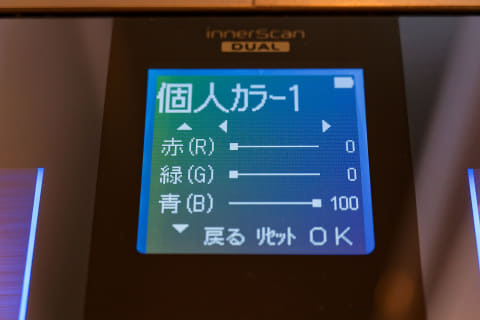 innerScan
DUAL
個人カラー1
赤(R) 0
緑(G) 0
青(B) 100
戻る リセット OK